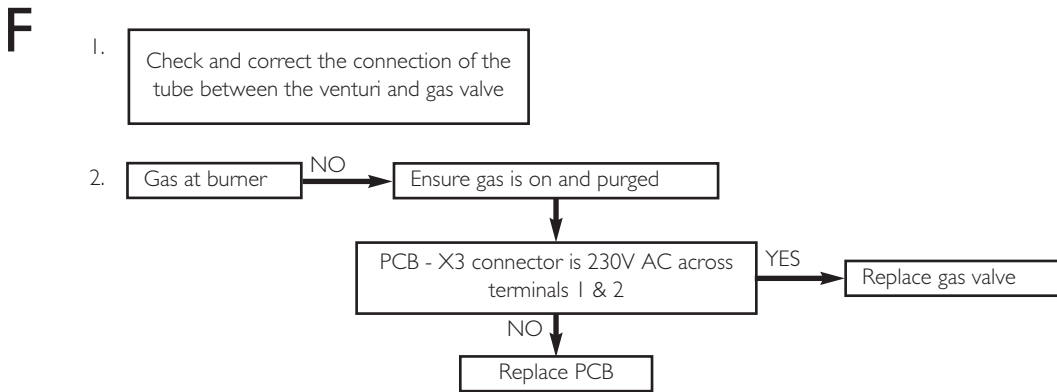 F
1.
Check and correct the connection of the
tube between the venturi and gas valve
2.
Gas at burner
NO
Ensure gas is on and purged
PCB - X3 connector is 230V AC across
terminals 1 & 2
YES
Replace gas valve
NO
Replace PCB